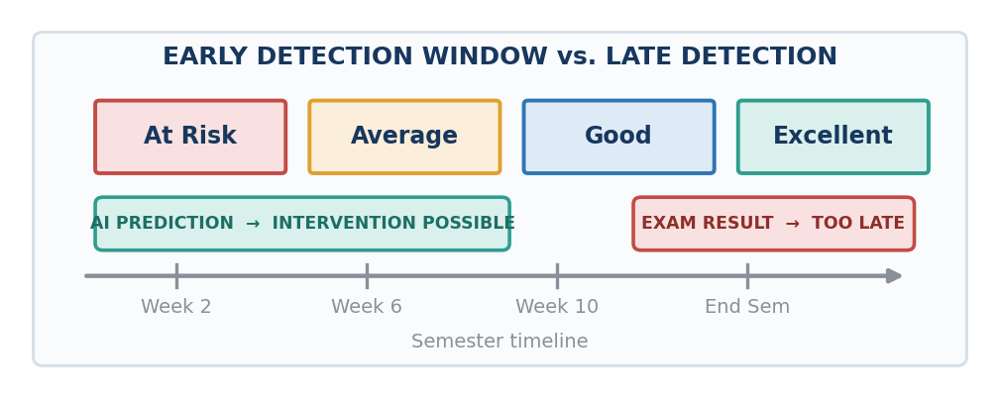 EARLY DETECTION WINDOW vs. LATE DETECTION
At Risk Average Good Excellent
AI PREDICTION → INTERVENTION POSSIBLE EXAM RESULT → TOO LATE
Week 2 Week 6 Week 10 End Sem
Semester timeline